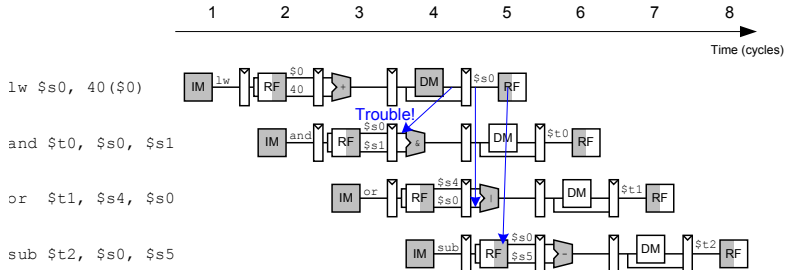 1 2 3 4 5 6 7 8
Time (cycles)
lw $s0, 40($0) IM lw RF $0 40 + DM $s0 RF
Trouble!
and $t0, $s0, $s1 IM and RF $s0 $s1 & DM $t0 RF
or $t1, $s4, $s0 IM or RF $s4 $s0 | DM $t1 RF
sub $t2, $s0, $s5 IM sub RF $s0 $s5 - DM $t2 RF